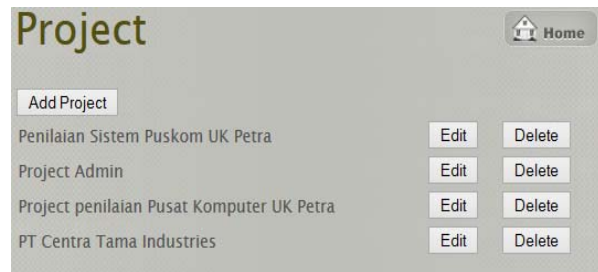 Project
Home
Add Project
Penilaian Sistem Puskom UK Petra Edit Delete
Project Admin Edit Delete
Project penilaian Pusat Komputer UK Petra Edit Delete
PT Centra Tama Industries Edit Delete